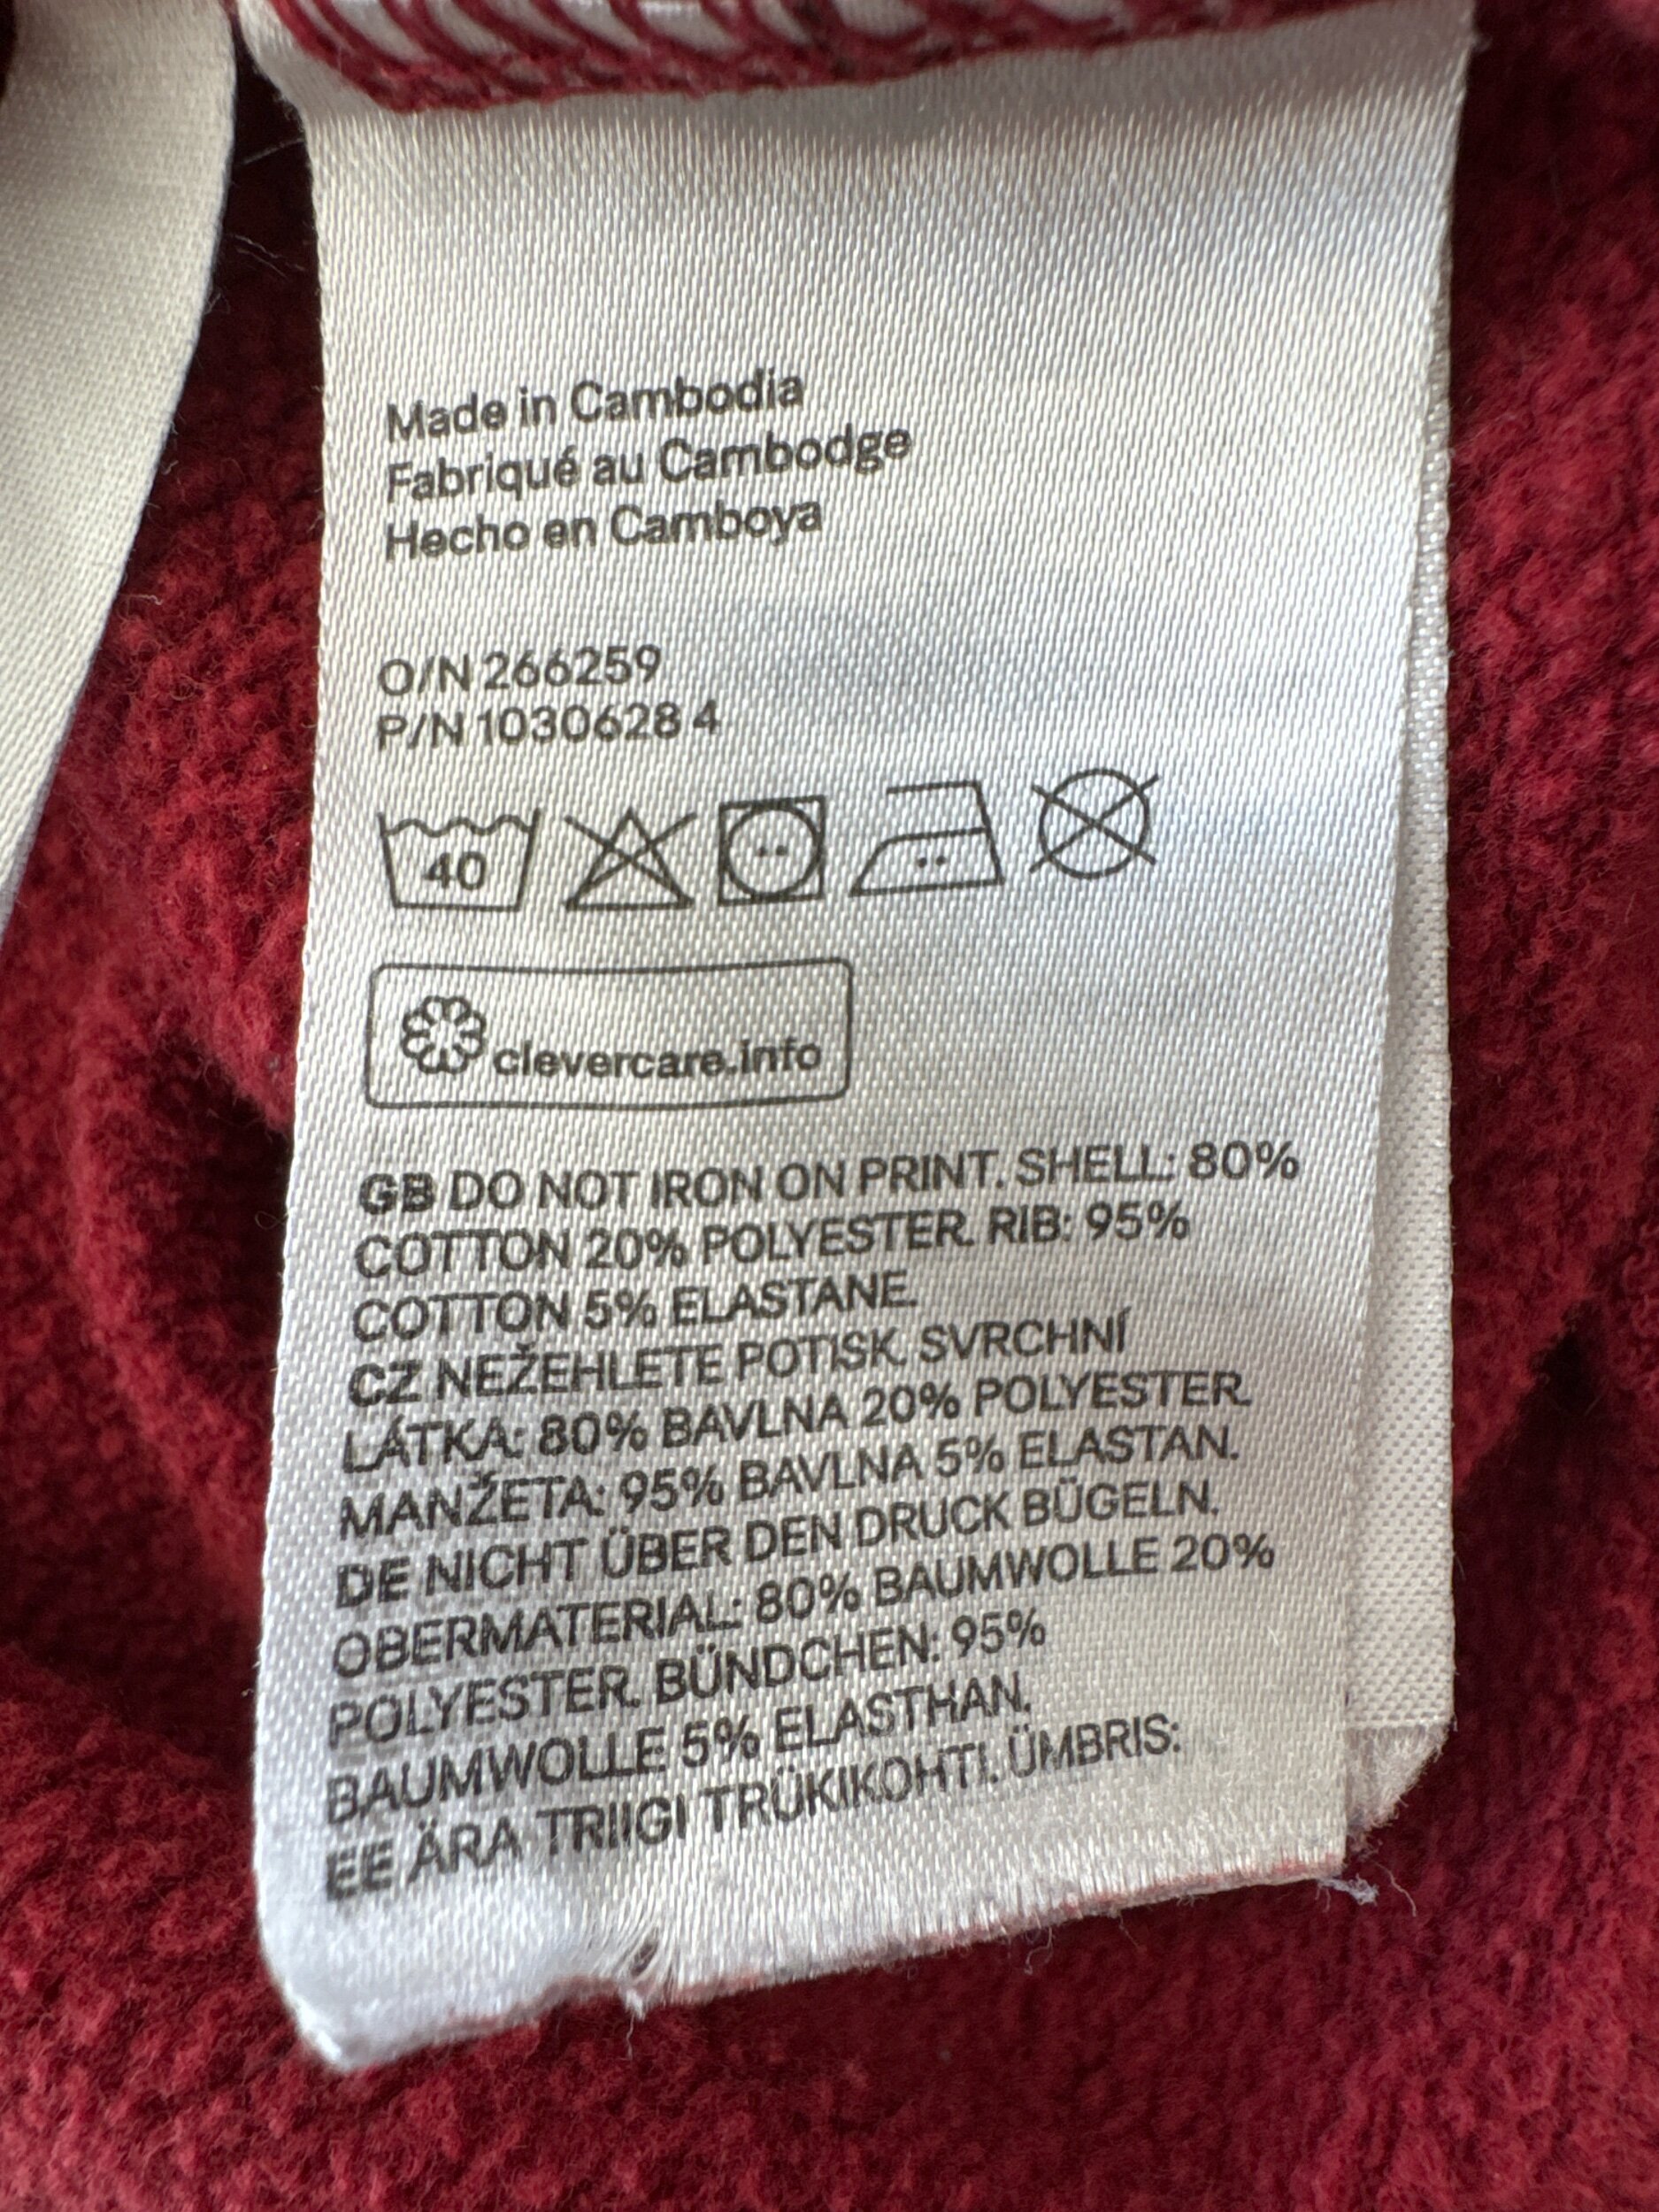 Made in Cambodia
Fabriqué au Cambodge
Hecho en Camboya
O/N 266259
P/N 1030628 4
40
clevercare.info
GB DO NOT IRON ON PRINT. SHELL: 80%
COTTON 20% POLYESTER. RIB: 95%
COTTON 5% ELASTANE.
CZ NEŽEHLETE POTISK. SVRCHNÍ
LÁTKA: 80% BAVLNA 20% POLYESTER.
MANŽETA: 95% BAVLNA 5% ELASTAN.
DE NICHT ÜBER DEN DRUCK BÜGELN.
OBERMATERIAL: 80% BAUMWOLLE 20%
POLYESTER. BÜNDCHEN: 95%
BAUMWOLLE 5% ELASTHAN.
EE ÄRA TRIIGI TRÜKIKOHTI. ÜMBRIS: